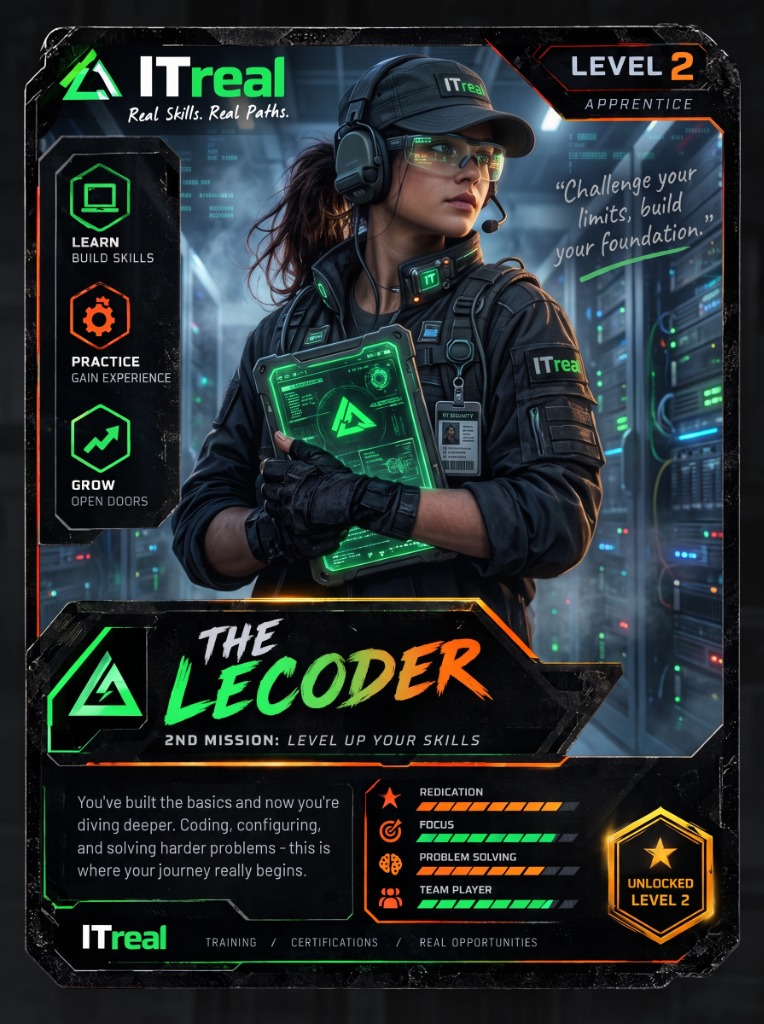 ITreal
Real Skills. Real Paths.
LEVEL 2
APPRENTICE
ITreal
"Challenge your
limits, build
your foundation."
LEARN
BUILD SKILLS
PRACTICE
GAIN EXPERIENCE
GROW
OPEN DOORS
IT
ITreal
THE
LECODER
2ND MISSION: LEVEL UP YOUR SKILLS
You've built the basics and now you're
diving deeper. Coding, configuring,
and solving harder problems - this is
where your journey really begins.
REDICATION
FOCUS
PROBLEM SOLVING
TEAM PLAYER
UNLOCKED
LEVEL 2
ITreal
TRAINING / CERTIFICATIONS / REAL OPPORTUNITIES